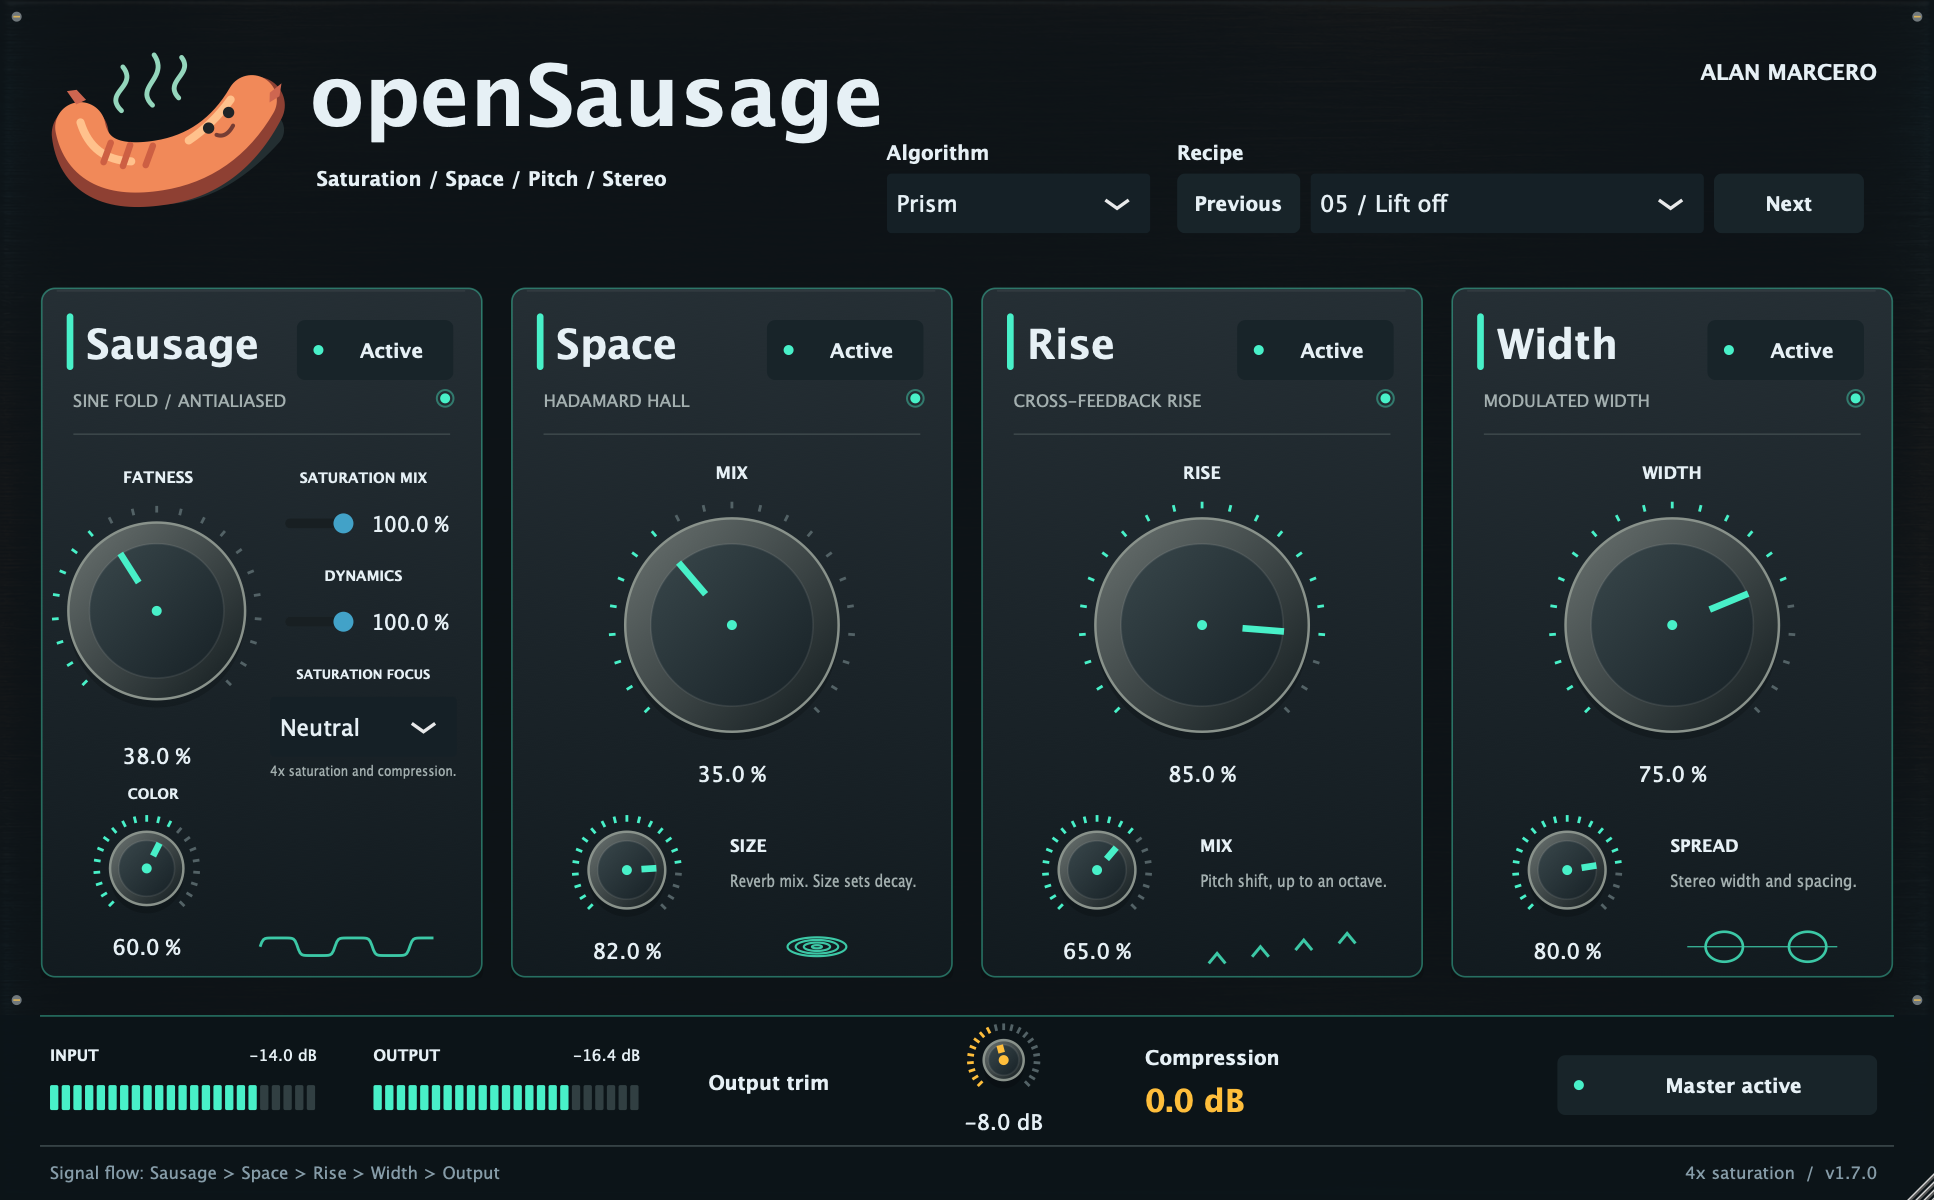 openSausage
Saturation / Space / Pitch / Stereo
ALAN MARCERO
Algorithm
Prism
Recipe
Previous
05 / Lift off
Next
Sausage
Active
SINE FOLD / ANTIALIASED
FATNESS
38.0 %
SATURATION MIX
100.0 %
DYNAMICS
100.0 %
SATURATION FOCUS
Neutral
4x saturation and compression.
COLOR
60.0 %
Space
Active
HADAMARD HALL
MIX
35.0 %
SIZE
Reverb mix. Size sets decay.
82.0 %
Rise
Active
CROSS-FEEDBACK RISE
RISE
85.0 %
MIX
Pitch shift, up to an octave.
65.0 %
Width
Active
MODULATED WIDTH
WIDTH
75.0 %
SPREAD
Stereo width and spacing.
80.0 %
INPUT
-14.0 dB
OUTPUT
-16.4 dB
Output trim
-8.0 dB
Compression
0.0 dB
Master active
Signal flow: Sausage > Space > Rise > Width > Output
4x saturation / v1.7.0